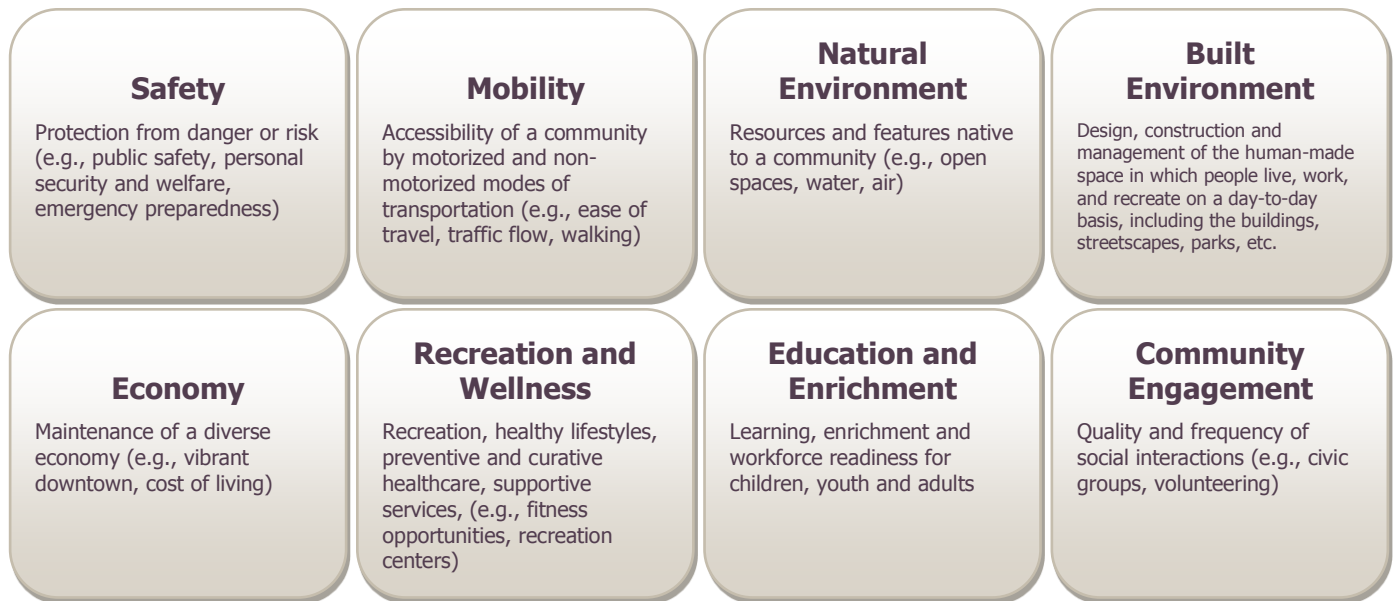 Safety
Protection from danger or risk
(e.g., public safety, personal
security and welfare,
emergency preparedness)
Mobility
Accessibility of a community
by motorized and non-
motorized modes of
transportation (e.g., ease of
travel, traffic flow, walking)
Natural
Environment
Resources and features native
to a community (e.g., open
spaces, water, air)
Built
Environment
Design, construction and
management of the human-made
space in which people live, work,
and recreate on a day-to-day
basis, including the buildings,
streetscapes, parks, etc.
Economy
Maintenance of a diverse
economy (e.g., vibrant
downtown, cost of living)
Recreation and
Wellness
Recreation, healthy lifestyles,
preventive and curative
healthcare, supportive
services, (e.g., fitness
opportunities, recreation
centers)
Education and
Enrichment
Learning, enrichment and
workforce readiness for
children, youth and adults
Community
Engagement
Quality and frequency of
social interactions (e.g., civic
groups, volunteering)